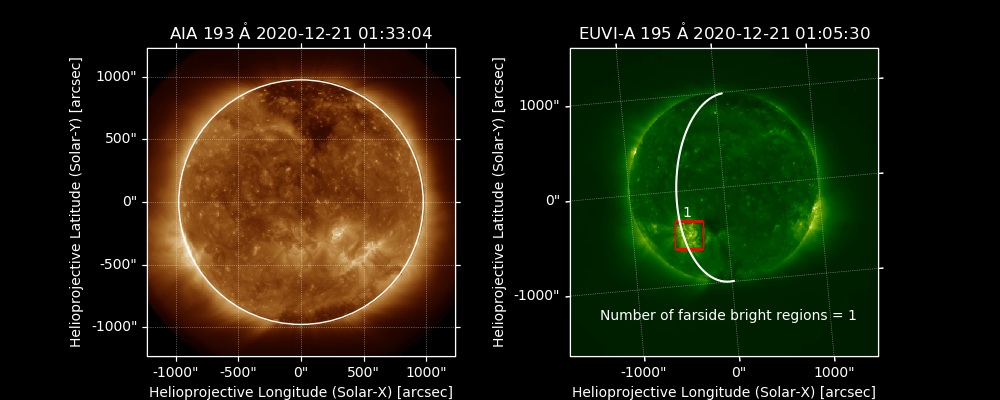 AIA 193 Å 2020-12-21 01:33:04
Helioprojective Latitude (Solar-Y) [arcsec]
1000"
500"
0"
-500"
-1000"
-1000" -500" 0" 500" 1000"
Helioprojective Longitude (Solar-X) [arcsec]
EUVI-A 195 Å 2020-12-21 01:05:30
Helioprojective Latitude (Solar-Y) [arcsec]
1000"
0"
-1000"
1
Number of farside bright regions = 1
-1000" 0" 1000"
Helioprojective Longitude (Solar-X) [arcsec]